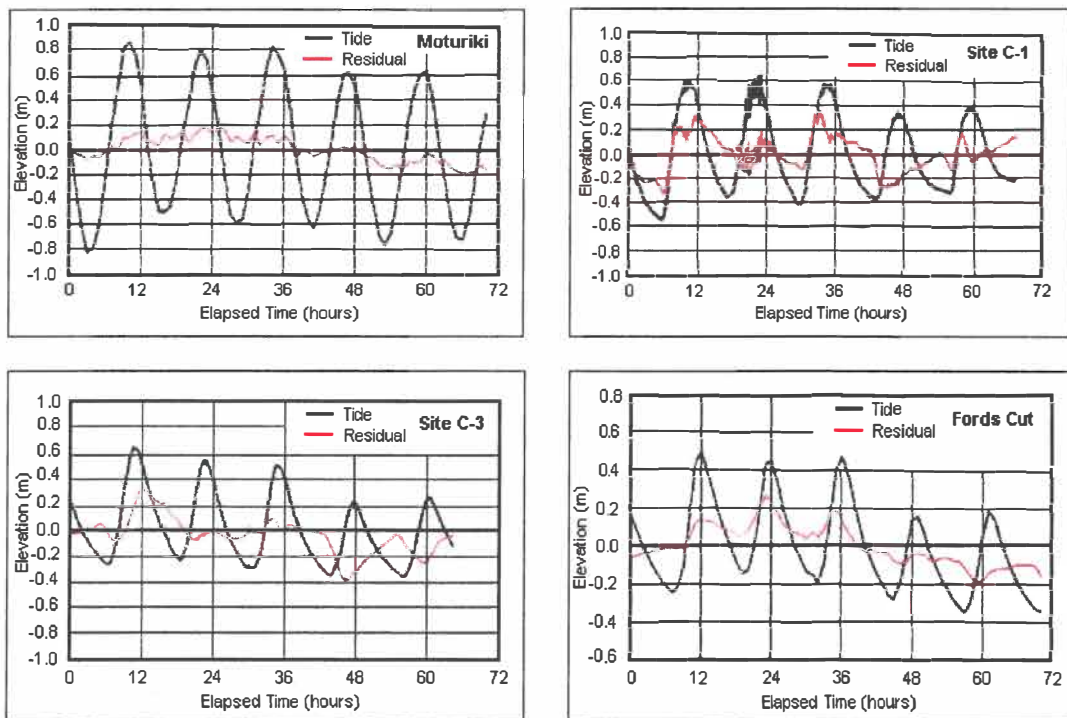 Moturiki
Tide
Residual
Elevation (m)
1.0
0.8
0.6
0.4
0.2
0.0
-0.2
-0.4
-0.6
-0.8
-1.0
0 12 24 36 48 60 72
Elapsed Time (hours)
Site C-1
Tide
Residual
Elevation (m)
1.0
0.8
0.6
0.4
0.2
0.0
-0.2
-0.4
-0.6
-0.8
-1.0
0 12 24 36 48 60 72
Elapsed Time (hours)
Site C-3
Tide
Residual
Elevation (m)
1.0
0.8
0.6
0.4
0.2
0.0
-0.2
-0.4
-0.6
-0.8
-1.0
0 12 24 36 48 60 72
Elapsed Time (hours)
Fords Cut
Tide
Residual
Elevation (m)
0.8
0.6
0.4
0.2
0.0
-0.2
-0.4
-0.6
0 12 24 36 48 60 72
Elapsed Time (hours)